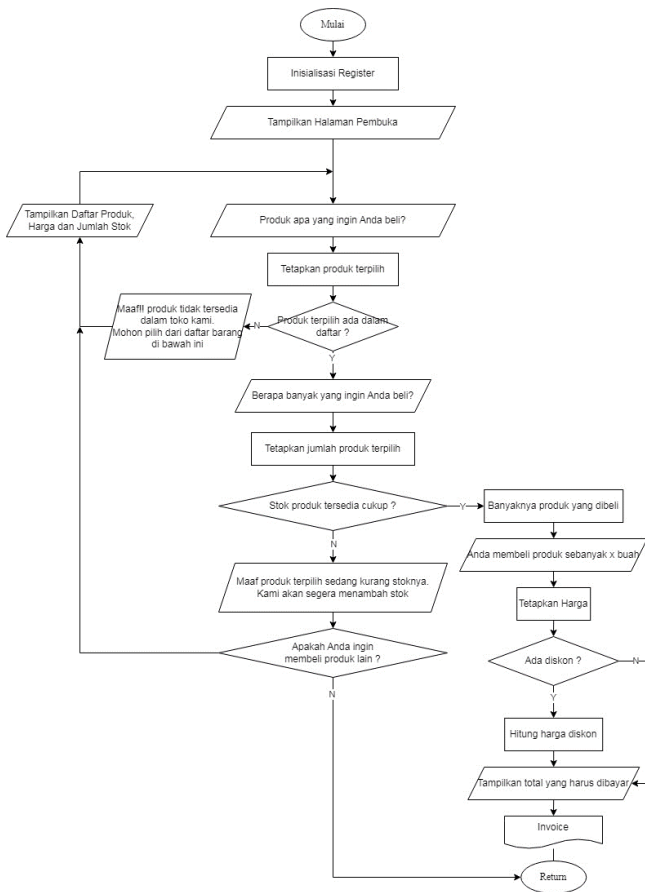 Mulai
Inisialisasi Register
Tampilkan Halaman Pembuka
Tampilkan Daftar Produk,
Harga dan Jumlah Stok
Produk apa yang ingin Anda beli?
Tetapkan produk terpilih
Maaf!! produk tidak tersedia
dalam toko kami.
Mohon pilih dari daftar barang
di bawah ini
N
Produk terpilih ada dalam
daftar ?
Y
Berapa banyak yang ingin Anda beli?
Tetapkan jumlah produk terpilih
Stok produk tersedia cukup ?
Y
Banyaknya produk yang dibeli
N
Anda membeli produk sebanyak x buah
Maaf produk terpilih sedang kurang stoknya.
Kami akan segera menambah stok
Tetapkan Harga
Apakah Anda ingin
membeli produk lain ?
Ada diskon ?
N
N
Y
Hitung harga diskon
Tampilkan total yang harus dibayar
Invoice
Return